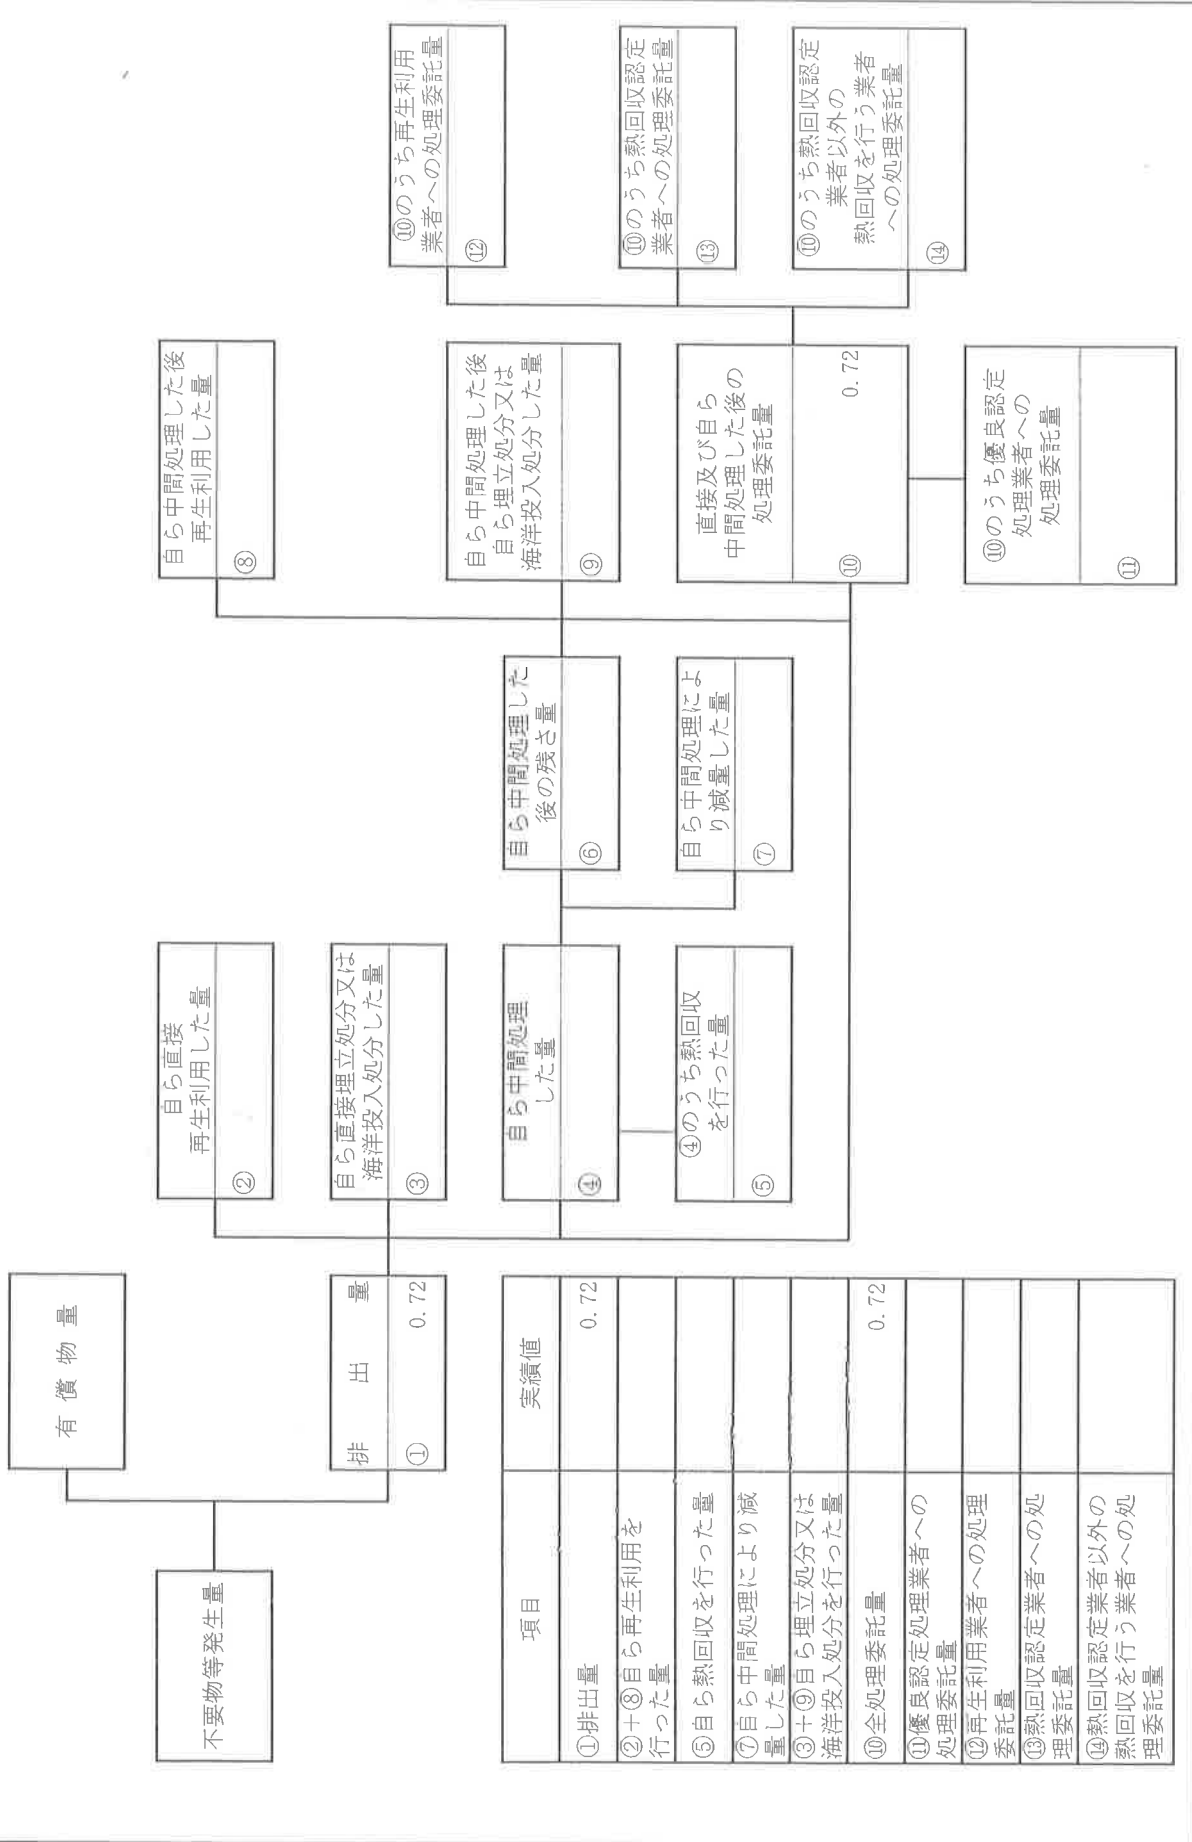 不要物等発生量
有償物量
排出量
① 0.72
自ら直接
再生利用した量
②
自ら直接埋立処分又は
海洋投入処分した量
③
自ら中間処理
した量
④
④のうち熱回収
を行った量
⑤
自ら中間処理した
後の残さ量
⑥
自ら中間処理によ
り減量した量
⑦
自ら中間処理した後
再生利用した量
⑧
自ら中間処理した後
自ら埋立処分又は
海洋投入処分した量
⑨
直接及び自ら
中間処理した後の
処理委託量
⑩ 0.72
⑩のうち優良認定
処理業者への
処理委託量
⑪
⑩のうち再生利用
業者への処理委託量
⑫
⑩のうち熱回収認定
業者への処理委託量
⑬
⑩のうち熱回収認定
業者以外の
熱回収を行う業者
への処理委託量
⑭
項目 実績値
①排出量 0.72
②+⑧自ら再生利用を
行った量
⑤自ら熱回収を行った量
⑦自ら中間処理により減
量した量
③+⑨自ら埋立処分又は
海洋投入処分を行った量
⑩全処理委託量 0.72
⑪優良認定処理業者への
処理委託量
⑫再生利用業者への処理
委託量
⑬熱回収認定業者への処
理委託量
⑭熱回収認定業者以外の
熱回収を行う業者への処
理委託量